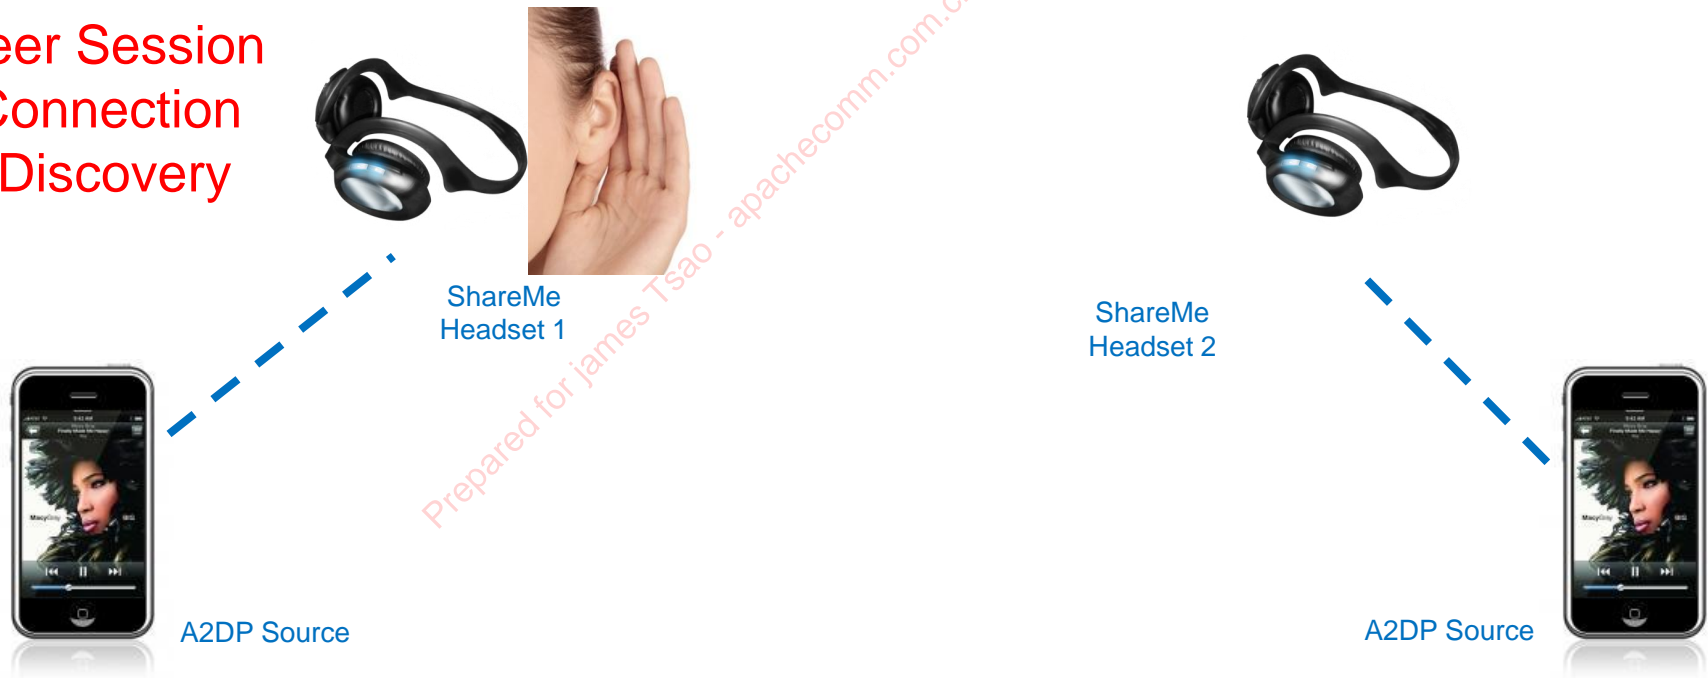 eer Session
Connection
Discovery
ShareMe
Headset 1
ShareMe
Headset 2
A2DP Source
A2DP Source
Prepared for james Tsao - apachecomm.com.c